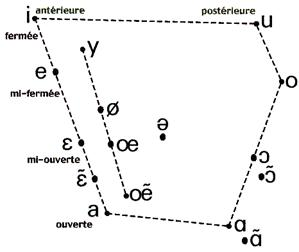 i antérieure postérieure u
fermée
y
e
o
mi-fermée
ø
ə
ɛ oe
ɔ
mi-ouverte
ɛ̃ ɔ̃
oẽ
a
ouverte ɑ
ɑ̃